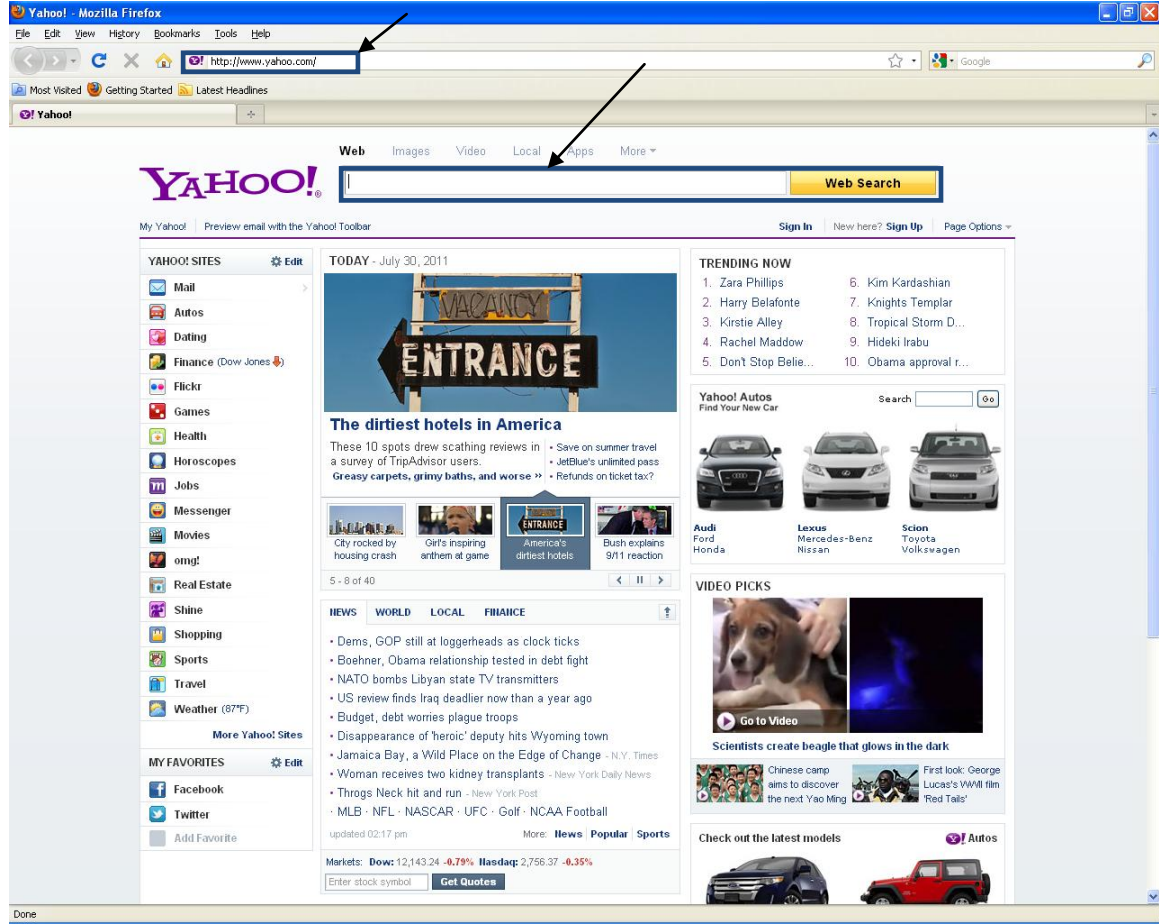 Yahoo! - Mozilla Firefox
File Edit View History Bookmarks Tools Help
http://www.yahoo.com/
Google
Most Visited Getting Started Latest Headlines
Yahoo!
Web Images Video Local Apps More
YAHOO!
Web Search
My Yahoo! Preview email with the Yahoo! Toolbar
Sign In New here? Sign Up Page Options
YAHOO! SITES Edit
Mail
Autos
Dating
Finance (Dow Jones)
Flickr
Games
Health
Horoscopes
Jobs
Messenger
Movies
omg!
Real Estate
Shine
Shopping
Sports
Travel
Weather (87°F)
More Yahoo! Sites
MY FAVORITES Edit
Facebook
Twitter
Add Favorite
TODAY - July 30, 2011
VACANCY
ENTRANCE
The dirtiest hotels in America
These 10 spots drew scathing reviews in
a survey of TripAdvisor users.
Greasy carpets, grimy baths, and worse »
• Save on summer travel
• JetBlue's unlimited pass
• Refunds on ticket tax?
ENTRANCE
City rocked by
housing crash
Girl's inspiring
anthem at game
America's
dirtiest hotels
Bush explains
9/11 reaction
5 - 8 of 40
NEWS WORLD LOCAL FINANCE
• Dems, GOP still at loggerheads as clock ticks
• Boehner, Obama relationship tested in debt fight
• NATO bombs Libyan state TV transmitters
• US review finds Iraq deadlier now than a year ago
• Budget, debt worries plague troops
• Disappearance of 'heroic' deputy hits Wyoming town
• Jamaica Bay, a Wild Place on the Edge of Change - N.Y. Times
• Woman receives two kidney transplants - New York Daily News
• Throgs Neck hit and run - New York Post
· MLB · NFL · NASCAR · UFC · Golf · NCAA Football
updated 02:17 pm More: News Popular Sports
Markets: Dow: 12,143.24 -0.79% Nasdaq: 2,756.37 -0.35%
Enter stock symbol Get Quotes
TRENDING NOW
1. Zara Phillips
2. Harry Belafonte
3. Kirstie Alley
4. Rachel Maddow
5. Don't Stop Belie...
6. Kim Kardashian
7. Knights Templar
8. Tropical Storm D...
9. Hideki Irabu
10. Obama approval r...
Yahoo! Autos
Find Your New Car
Search Go
Audi
Ford
Honda
Lexus
Mercedes-Benz
Nissan
Scion
Toyota
Volkswagen
VIDEO PICKS
Go to Video
Scientists create beagle that glows in the dark
Chinese camp
aims to discover
the next Yao Ming
First look: George
Lucas's WWII film
'Red Tails'
Check out the latest models Y! Autos
Done